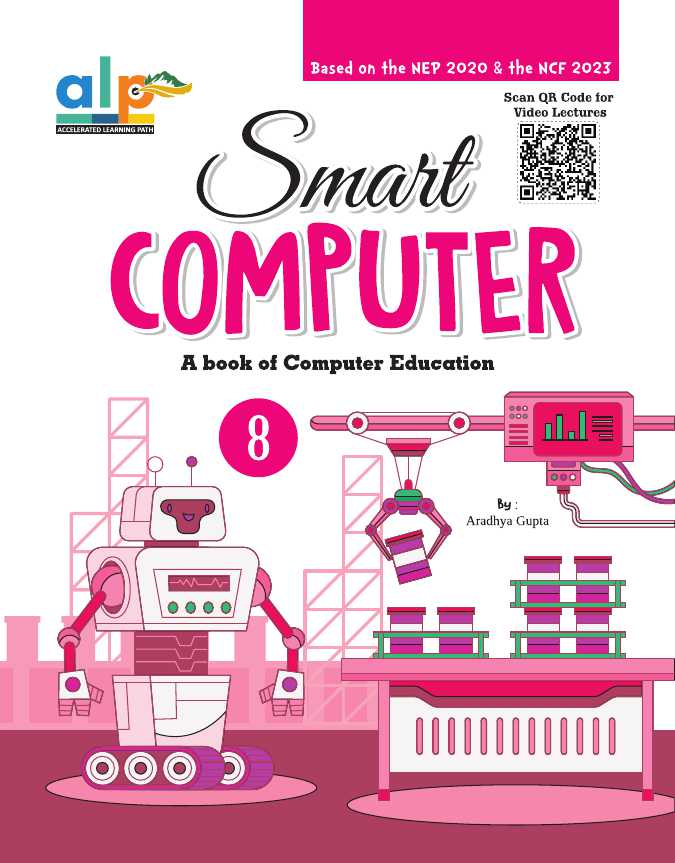 Based on the NEP 2020 & the NCF 2023
alp
ACCELERATED LEARNING PATH
Scan QR Code for
Video Lectures
Smart
COMPUTER
A book of Computer Education
8
By :
Aradhya Gupta